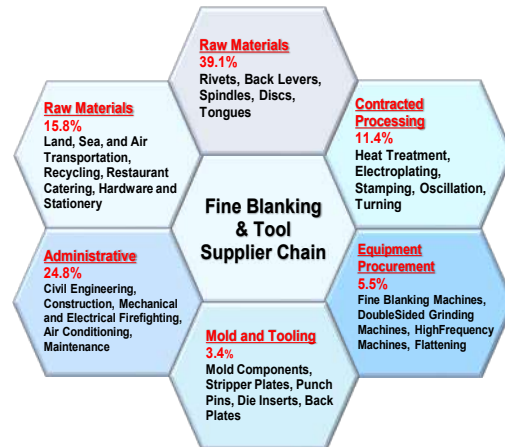 Raw Materials
39.1%
Rivets, Back Levers,
Spindles, Discs,
Tongues
Raw Materials
15.8%
Land, Sea, and Air
Transportation,
Recycling, Restaurant
Catering, Hardware and
Stationery
Contracted
Processing
11.4%
Heat Treatment,
Electroplating,
Stamping, Oscillation,
Turning
Fine Blanking
& Tool
Supplier Chain
Administrative
24.8%
Civil Engineering,
Construction, Mechanical
and Electrical Firefighting,
Air Conditioning,
Maintenance
Equipment
Procurement
5.5%
Fine Blanking Machines,
DoubleSided Grinding
Machines, HighFrequency
Machines, Flattening
Mold and Tooling
3.4%
Mold Components,
Stripper Plates, Punch
Pins, Die Inserts, Back
Plates